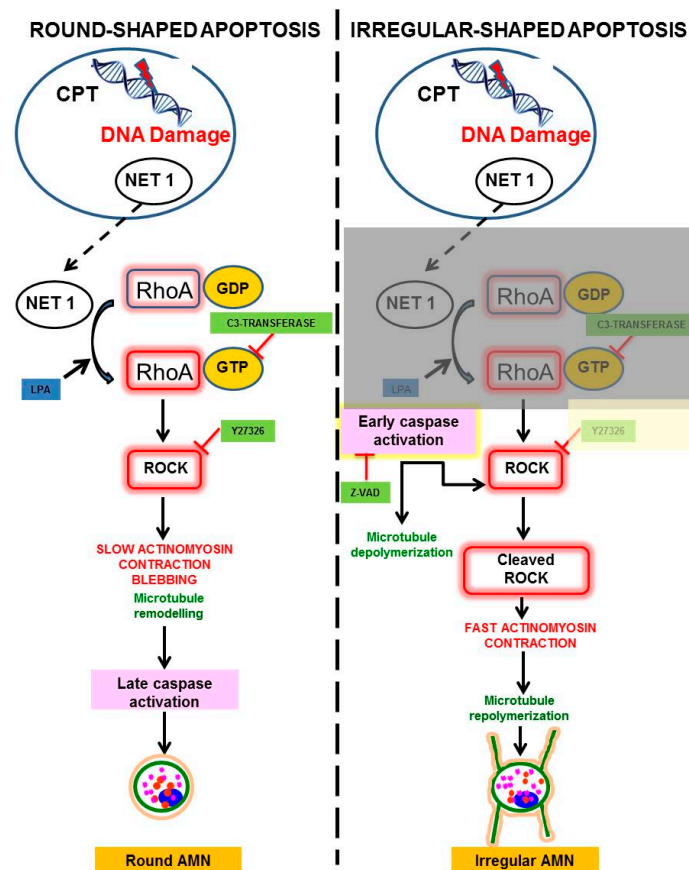 ROUND-SHAPED APOPTOSIS
CPT
DNA Damage
NET 1
NET 1
RhoA
GDP
C3-TRANSFERASE
RhoA
GTP
LPA
Y27326
ROCK
SLOW ACTINOMYOSIN
CONTRACTION
BLEBBING
Microtubule
remodelling
Late caspase
activation
Round AMN
IRREGULAR-SHAPED APOPTOSIS
CPT
DNA Damage
NET 1
NET 1
RhoA
GDP
C3-TRANSFERASE
RhoA
GTP
LPA
Early caspase
activation
Y27326
ROCK
Z-VAD
Microtubule
depolymerization
Cleaved
ROCK
FAST ACTINOMYOSIN
CONTRACTION
Microtubule
repolymerization
Irregular AMN